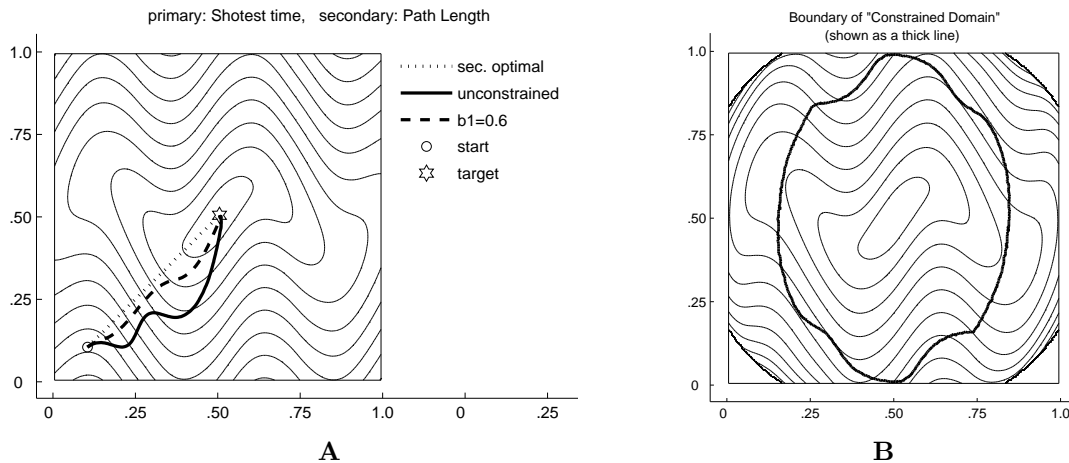 primary: Shotest time,   secondary: Path Length
1.0
.75
.50
.25
0
0 .25 .50 .75 1.0 0 .25
sec. optimal
unconstrained
b1=0.6
start
target
A
Boundary of "Constrained Domain"
(shown as a thick line)
1.0
.75
.50
.25
0
0 .25 .50 .75 1.0
B